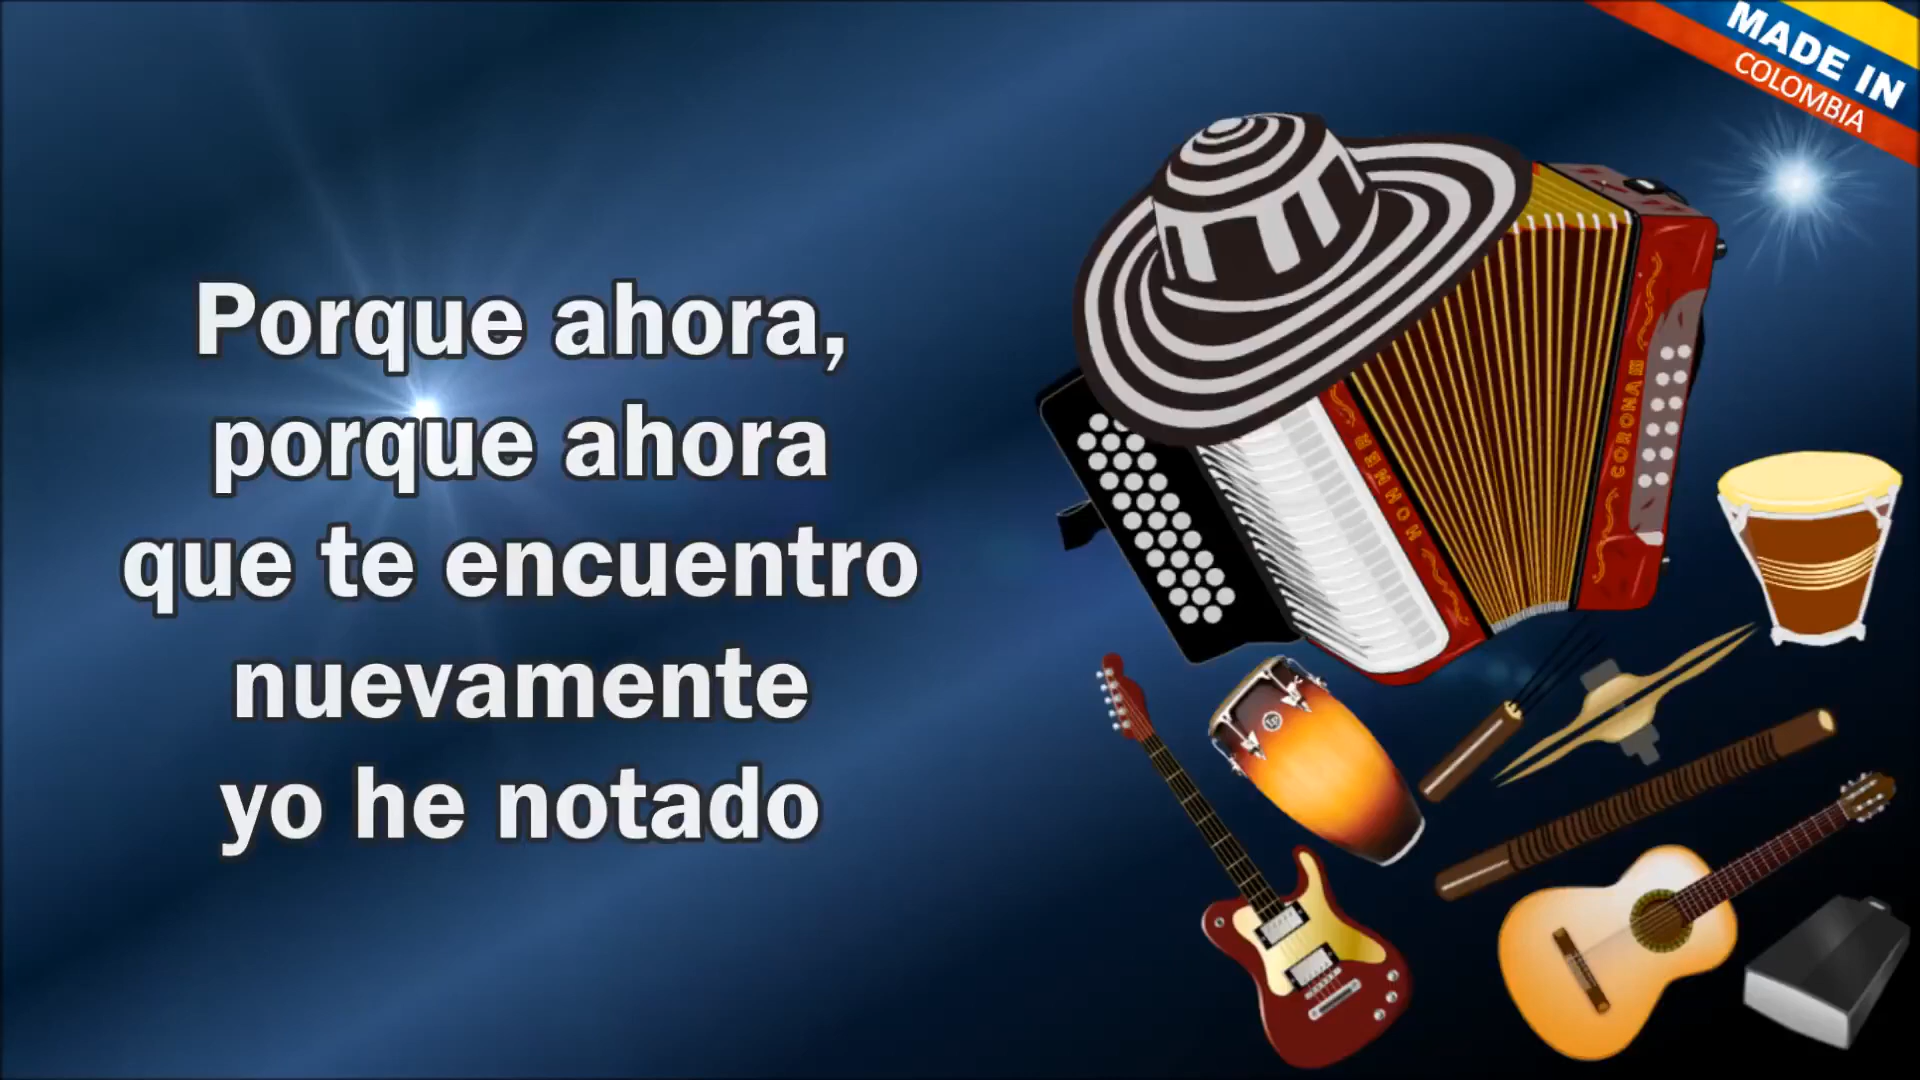 MADE IN
COLOMBIA
Porque ahora,
porque ahora
que te encuentro
nuevamente
yo he notado
HOHNER
CORONA III